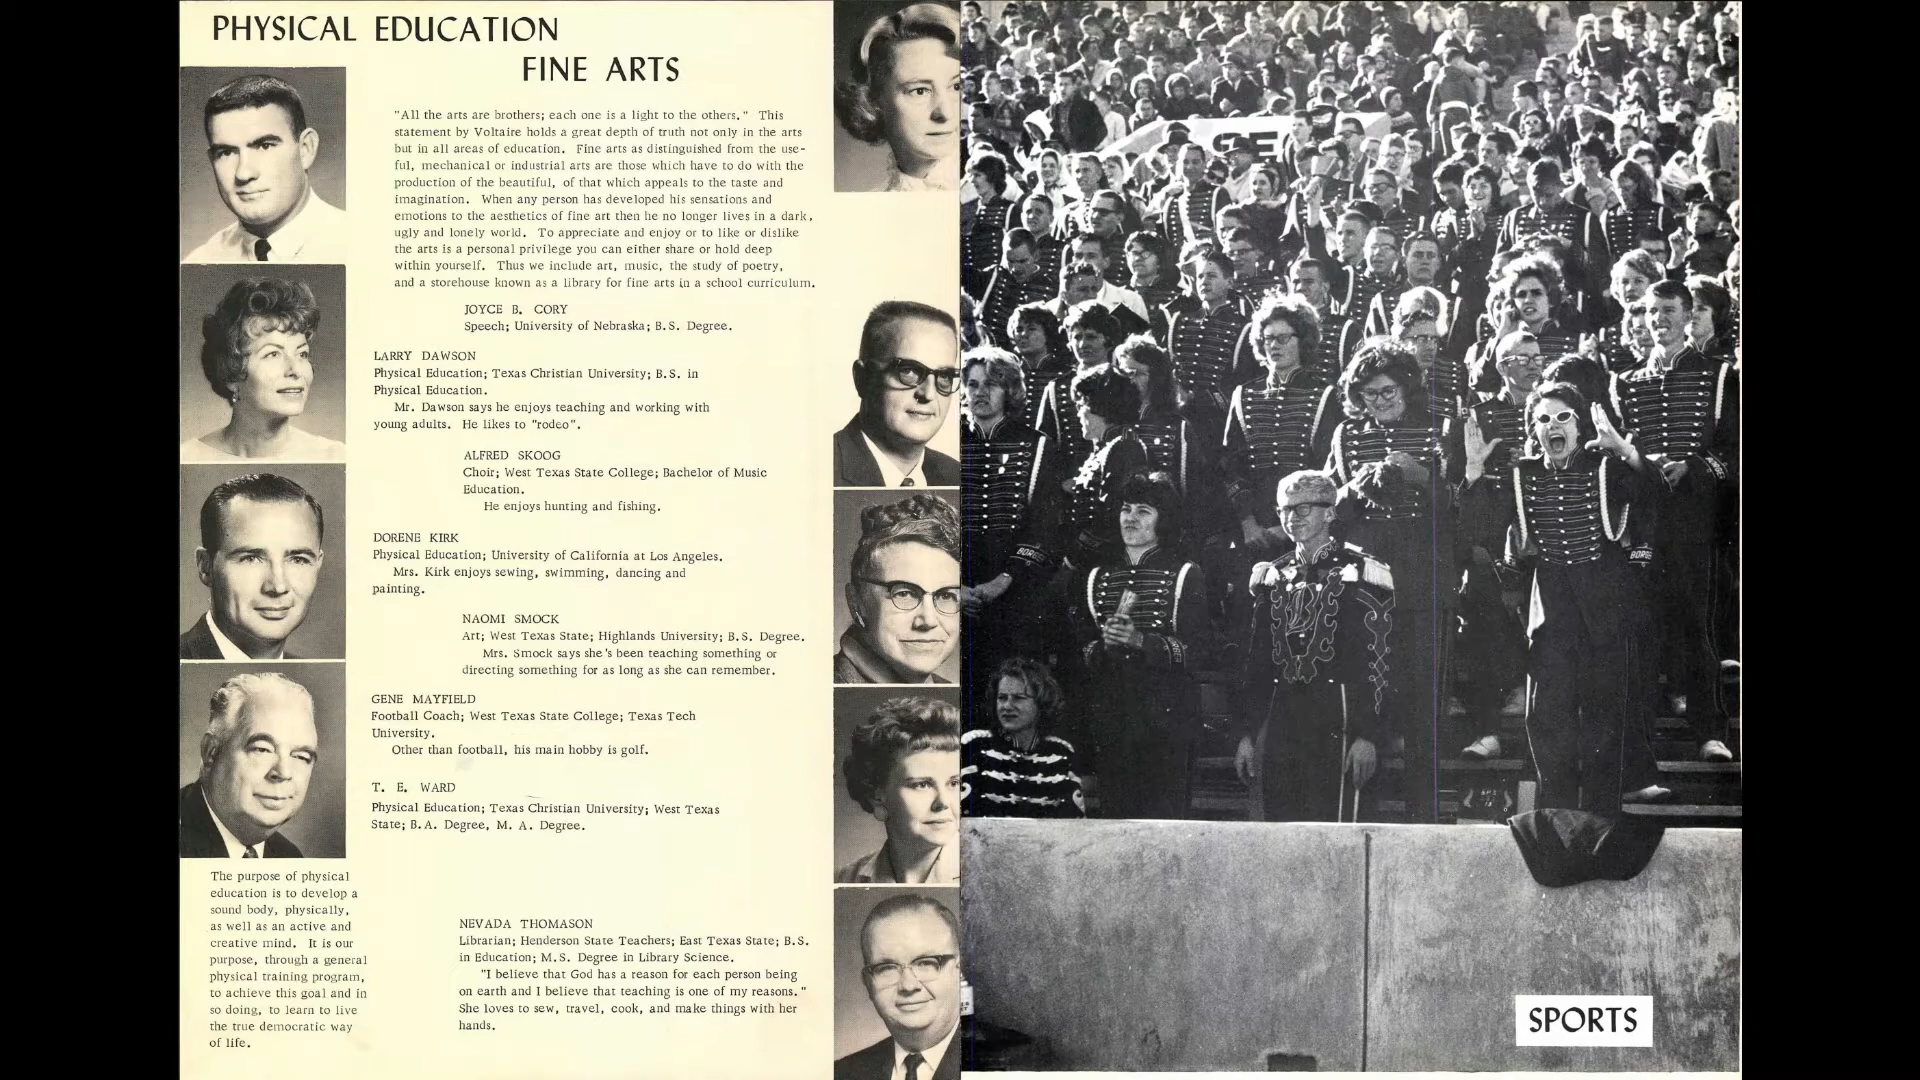 PHYSICAL EDUCATION
FINE ARTS
"All the arts are brothers; each one is a light to the others." This
statement by Voltaire holds a great depth of truth not only in the arts
but in all areas of education. Fine arts as distinguished from the use-
ful, mechanical or industrial arts are those which have to do with the
production of the beautiful, of that which appeals to the taste and
imagination. When any person has developed his sensations and
emotions to the aesthetics of fine art then he no longer lives in a dark,
ugly and lonely world. To appreciate and enjoy or to like or dislike
the arts is a personal privilege you can either share or hold deep
within yourself. Thus we include art, music, the study of poetry,
and a storehouse known as a library for fine arts in a school curriculum.
JOYCE B. CORY
Speech; University of Nebraska; B.S. Degree.
LARRY DAWSON
Physical Education; Texas Christian University; B.S. in
Physical Education.
Mr. Dawson says he enjoys teaching and working with
young adults. He likes to "rodeo".
ALFRED SKOOG
Choir; West Texas State College; Bachelor of Music
Education.
He enjoys hunting and fishing.
DORENE KIRK
Physical Education; University of California at Los Angeles.
Mrs. Kirk enjoys sewing, swimming, dancing and
painting.
NAOMI SMOCK
Art; West Texas State; Highlands University; B.S. Degree.
Mrs. Smock says she's been teaching something or
directing something for as long as she can remember.
GENE MAYFIELD
Football Coach; West Texas State College; Texas Tech
University.
Other than football, his main hobby is golf.
T. E. WARD
Physical Education; Texas Christian University; West Texas
State; B.A. Degree, M. A. Degree.
The purpose of physical
education is to develop a
sound body, physically,
as well as an active and
creative mind. It is our
purpose, through a general
physical training program,
to achieve this goal and in
so doing, to learn to live
the true democratic way
of life.
NEVADA THOMASON
Librarian; Henderson State Teachers; East Texas State; B.S.
in Education; M.S. Degree in Library Science.
"I believe that God has a reason for each person being
on earth and I believe that teaching is one of my reasons."
She loves to sew, travel, cook, and make things with her
hands.
SPORTS